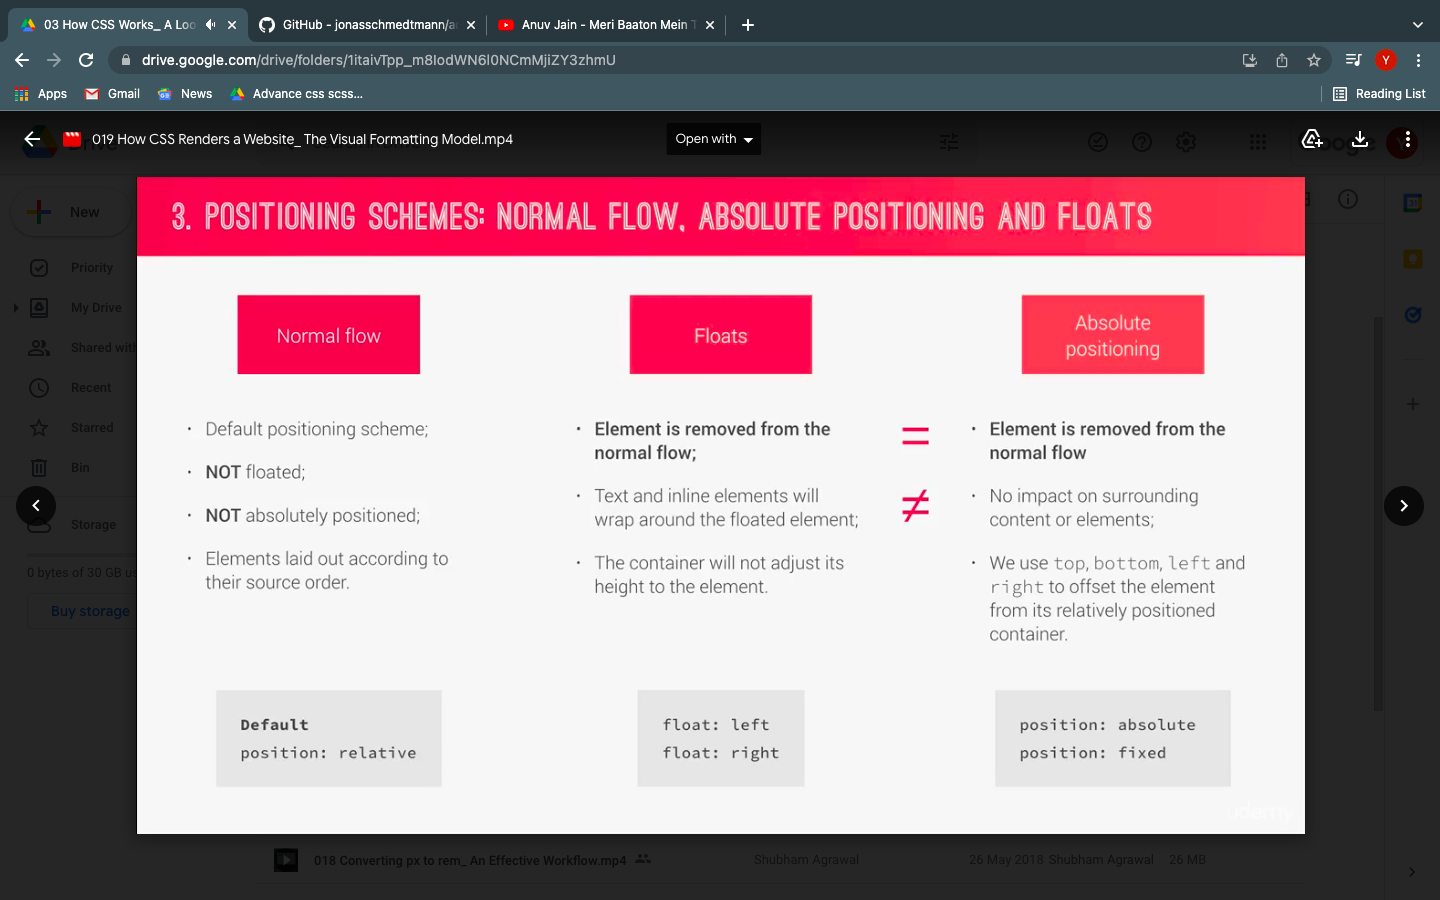 03 How CSS Works_ A Loo
GitHub - jonasschmedtmann/a
Anuv Jain - Meri Baaton Mein T
drive.google.com/drive/folders/1itaivTpp_m8IodWN6I0NCmMjiZY3zhmU
Y
Apps
Gmail
News
Advance css scss...
Reading List
019 How CSS Renders a Website_ The Visual Formatting Model.mp4
Open with
New
Priority
My Drive
Shared with
Recent
Starred
Bin
Storage
0 bytes of 30 GB us
Buy storage
3. POSITIONING SCHEMES: NORMAL FLOW, ABSOLUTE POSITIONING AND FLOATS
Normal flow
• Default positioning scheme;
• NOT floated;
• NOT absolutely positioned;
• Elements laid out according to
their source order.
Default
position: relative
Floats
• Element is removed from the
normal flow;
• Text and inline elements will
wrap around the floated element;
• The container will not adjust its
height to the element.
float: left
float: right
=
≠
Absolute
positioning
• Element is removed from the
normal flow
• No impact on surrounding
content or elements;
• We use top, bottom, left and
right to offset the element
from its relatively positioned
container.
position: absolute
position: fixed
udemy
018 Converting px to rem_ An Effective Workflow.mp4
Shubham Agrawal
26 May 2018 Shubham Agrawal
26 MB